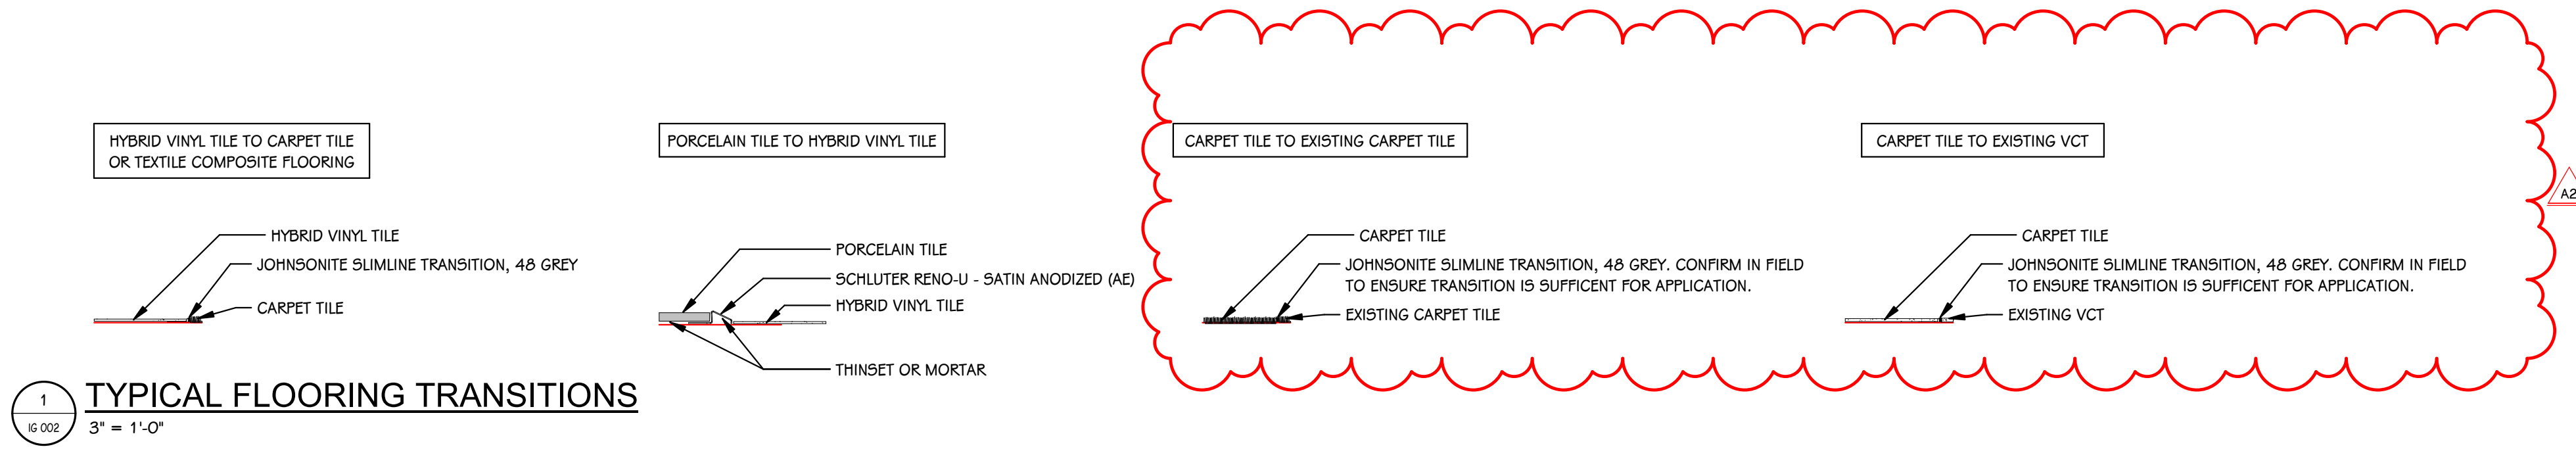 HYBRID VINYL TILE TO CARPET TILE
OR TEXTILE COMPOSITE FLOORING
HYBRID VINYL TILE
JOHNSONITE SLIMLINE TRANSITION, 48 GREY
CARPET TILE
PORCELAIN TILE TO HYBRID VINYL TILE
PORCELAIN TILE
SCHLUTER RENO-U - SATIN ANODIZED (AE)
HYBRID VINYL TILE
THINSET OR MORTAR
CARPET TILE TO EXISTING CARPET TILE
CARPET TILE
JOHNSONITE SLIMLINE TRANSITION, 48 GREY. CONFIRM IN FIELD
TO ENSURE TRANSITION IS SUFFICENT FOR APPLICATION.
EXISTING CARPET TILE
CARPET TILE TO EXISTING VCT
CARPET TILE
JOHNSONITE SLIMLINE TRANSITION, 48 GREY. CONFIRM IN FIELD
TO ENSURE TRANSITION IS SUFFICENT FOR APPLICATION.
EXISTING VCT
A2
1
IG 002
TYPICAL FLOORING TRANSITIONS
3" = 1'-0"